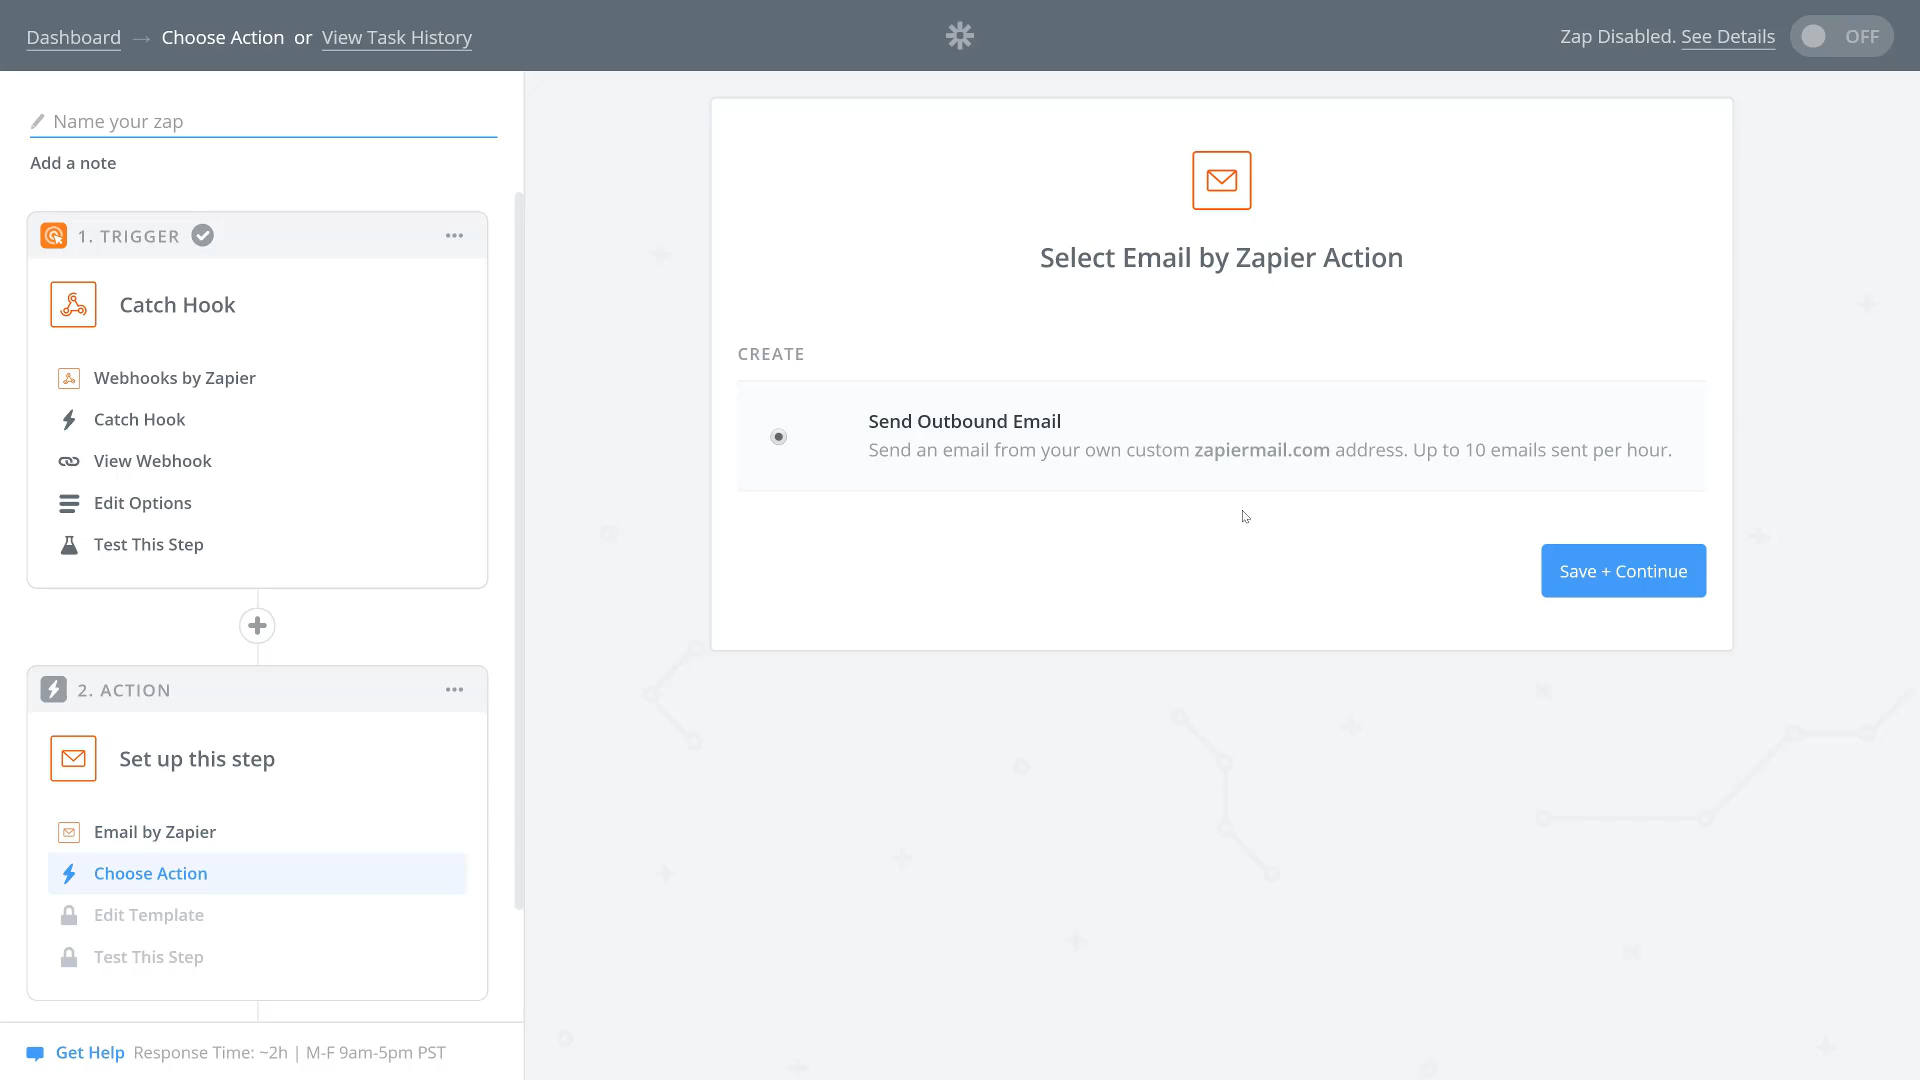 Dashboard → Choose Action or View Task History
Zap Disabled. See Details
OFF
Name your zap
Add a note
1. TRIGGER
Catch Hook
Webhooks by Zapier
Catch Hook
View Webhook
Edit Options
Test This Step
2. ACTION
Set up this step
Email by Zapier
Choose Action
Edit Template
Test This Step
Get Help Response Time: ~2h | M-F 9am-5pm PST
Select Email by Zapier Action
CREATE
Send Outbound Email
Send an email from your own custom zapiermail.com address. Up to 10 emails sent per hour.
Save + Continue